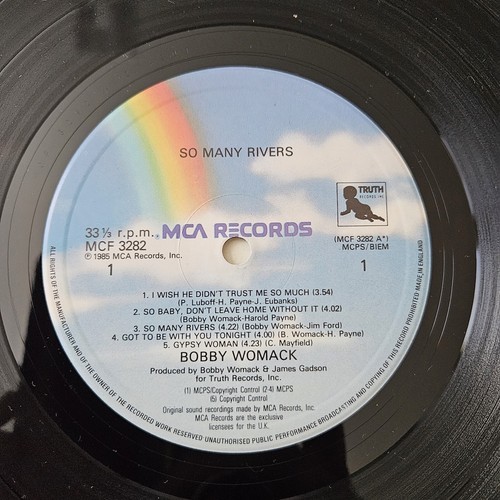 SO MANY RIVERS
TRUTH
RECORDS INC
33⅓ r.p.m. MCA RECORDS
MCF 3282
℗ 1985 MCA Records, Inc.
1
(MCF 3282 A*)
MCPS/BIEM
1
1. I WISH HE DIDN'T TRUST ME SO MUCH (3.54)
(P. Luboff-H. Payne-J. Eubanks)
2. SO BABY, DON'T LEAVE HOME WITHOUT IT (4.02)
(Bobby Womack-Harold Payne)
3. SO MANY RIVERS (4.22) (Bobby Womack-Jim Ford)
4. GOT TO BE WITH YOU TONIGHT (4.00) (B. Womack-H. Payne)
5. GYPSY WOMAN (4.23) (C. Mayfield)
BOBBY WOMACK
Produced by Bobby Womack & James Gadson
for Truth Records, Inc.
(1) MCPS/Copyright Control (2-4) MCPS
(5) Copyright Control
Original sound recordings made by MCA Records, Inc.
MCA Records are the exclusive
licensees for the U.K.
ALL RIGHTS OF THE MANUFACTURER AND OF THE OWNER OF THE RECORDED WORK RESERVED UNAUTHORISED PUBLIC PERFORMANCE BROADCASTING AND COPYING OF THIS RECORD PROHIBITED. MADE IN ENGLAND